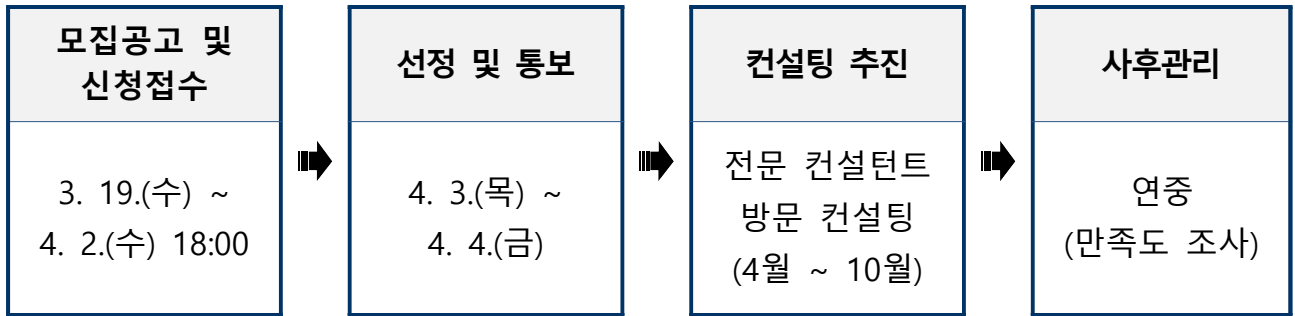 모집공고 및
신청접수
3. 19.(수) ~
4. 2.(수) 18:00
선정 및 통보
4. 3.(목) ~
4. 4.(금)
컨설팅 추진
전문 컨설턴트
방문 컨설팅
(4월 ~ 10월)
사후관리
연중
(만족도 조사)